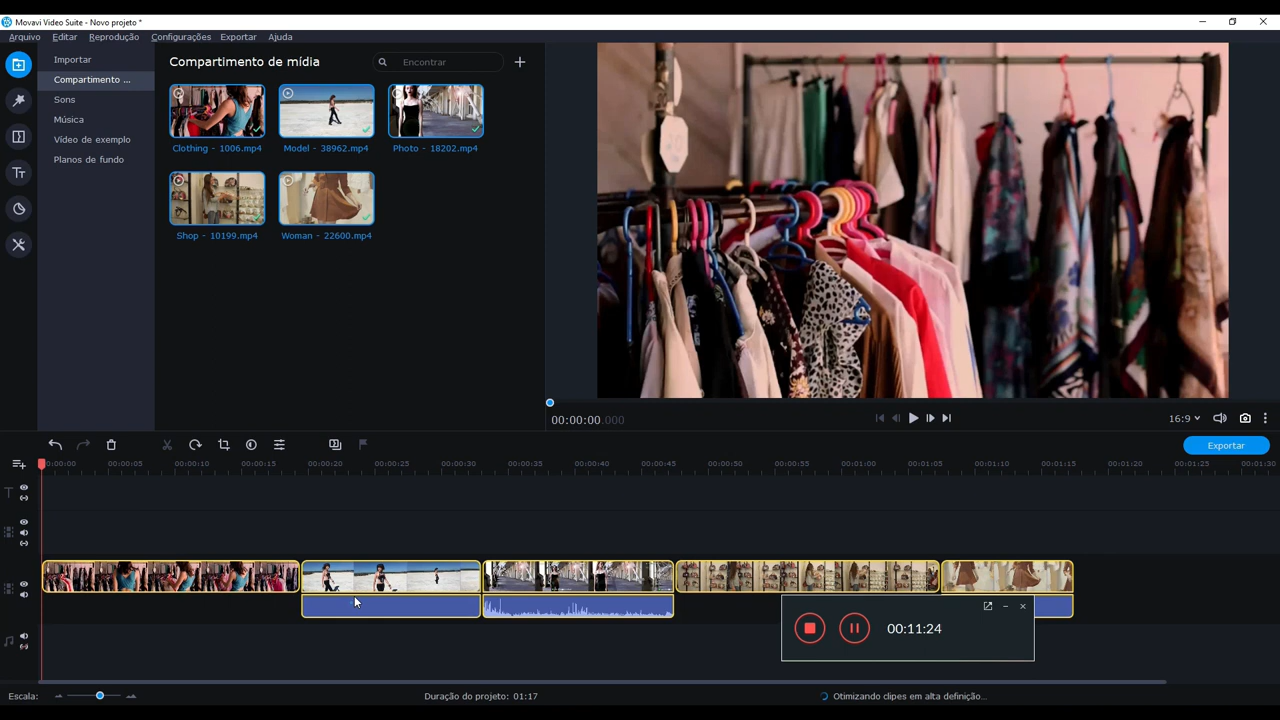 Movavi Video Suite - Novo projeto *
Arquivo Editar Reprodução Configurações Exportar Ajuda
Importar
Compartimento ...
Sons
Música
Vídeo de exemplo
Planos de fundo
Compartimento de mídia
Encontrar
Clothing - 1006.mp4
Model - 38962.mp4
Photo - 18202.mp4
Shop - 10199.mp4
Woman - 22600.mp4
00:00:00.000
16:9
Exportar
00:00:00 00:00:05 00:00:10 00:00:15 00:00:20 00:00:25 00:00:30 00:00:35 00:00:40 00:00:45 00:00:50 00:00:55 00:01:00 00:01:05 00:01:10 00:01:15 00:01:20 00:01:25 00:01:30
00:11:24
Escala:
Duração do projeto: 01:17
Otimizando clipes em alta definição...